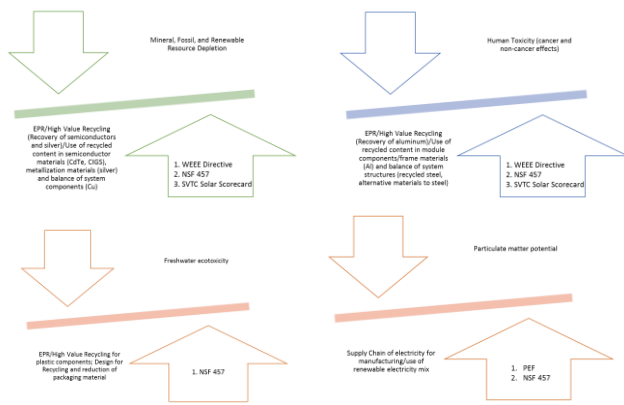 Mineral, Fossil, and Renewable
Resource Depletion
EPR/High Value Recycling
(Recovery of semiconductors
and silver)/Use of recycled
content in semiconductor
materials (CdTe, CIGS),
metallization materials (silver)
and balance of system
components (Cu)
1. WEEE Directive
2. NSF 457
3. SVTC Solar Scorecard
Human Toxicity (cancer and
non-cancer effects)
EPR/High Value Recycling
(Recovery of aluminum)/Use of
recycled content in module
components/frame materials
(Al) and balance of system
structures (recycled steel,
alternative materials to steel)
1. WEEE Directive
2. NSF 457
3. SVTC Solar Scorecard
Freshwater ecotoxicity
EPR/High Value Recycling for
plastic components; Design for
Recycling and reduction of
packaging material
1. NSF 457
Particulate matter potential
Supply Chain of electricity for
manufacturing/use of
renewable electricity mix
1. PEF
2. NSF 457